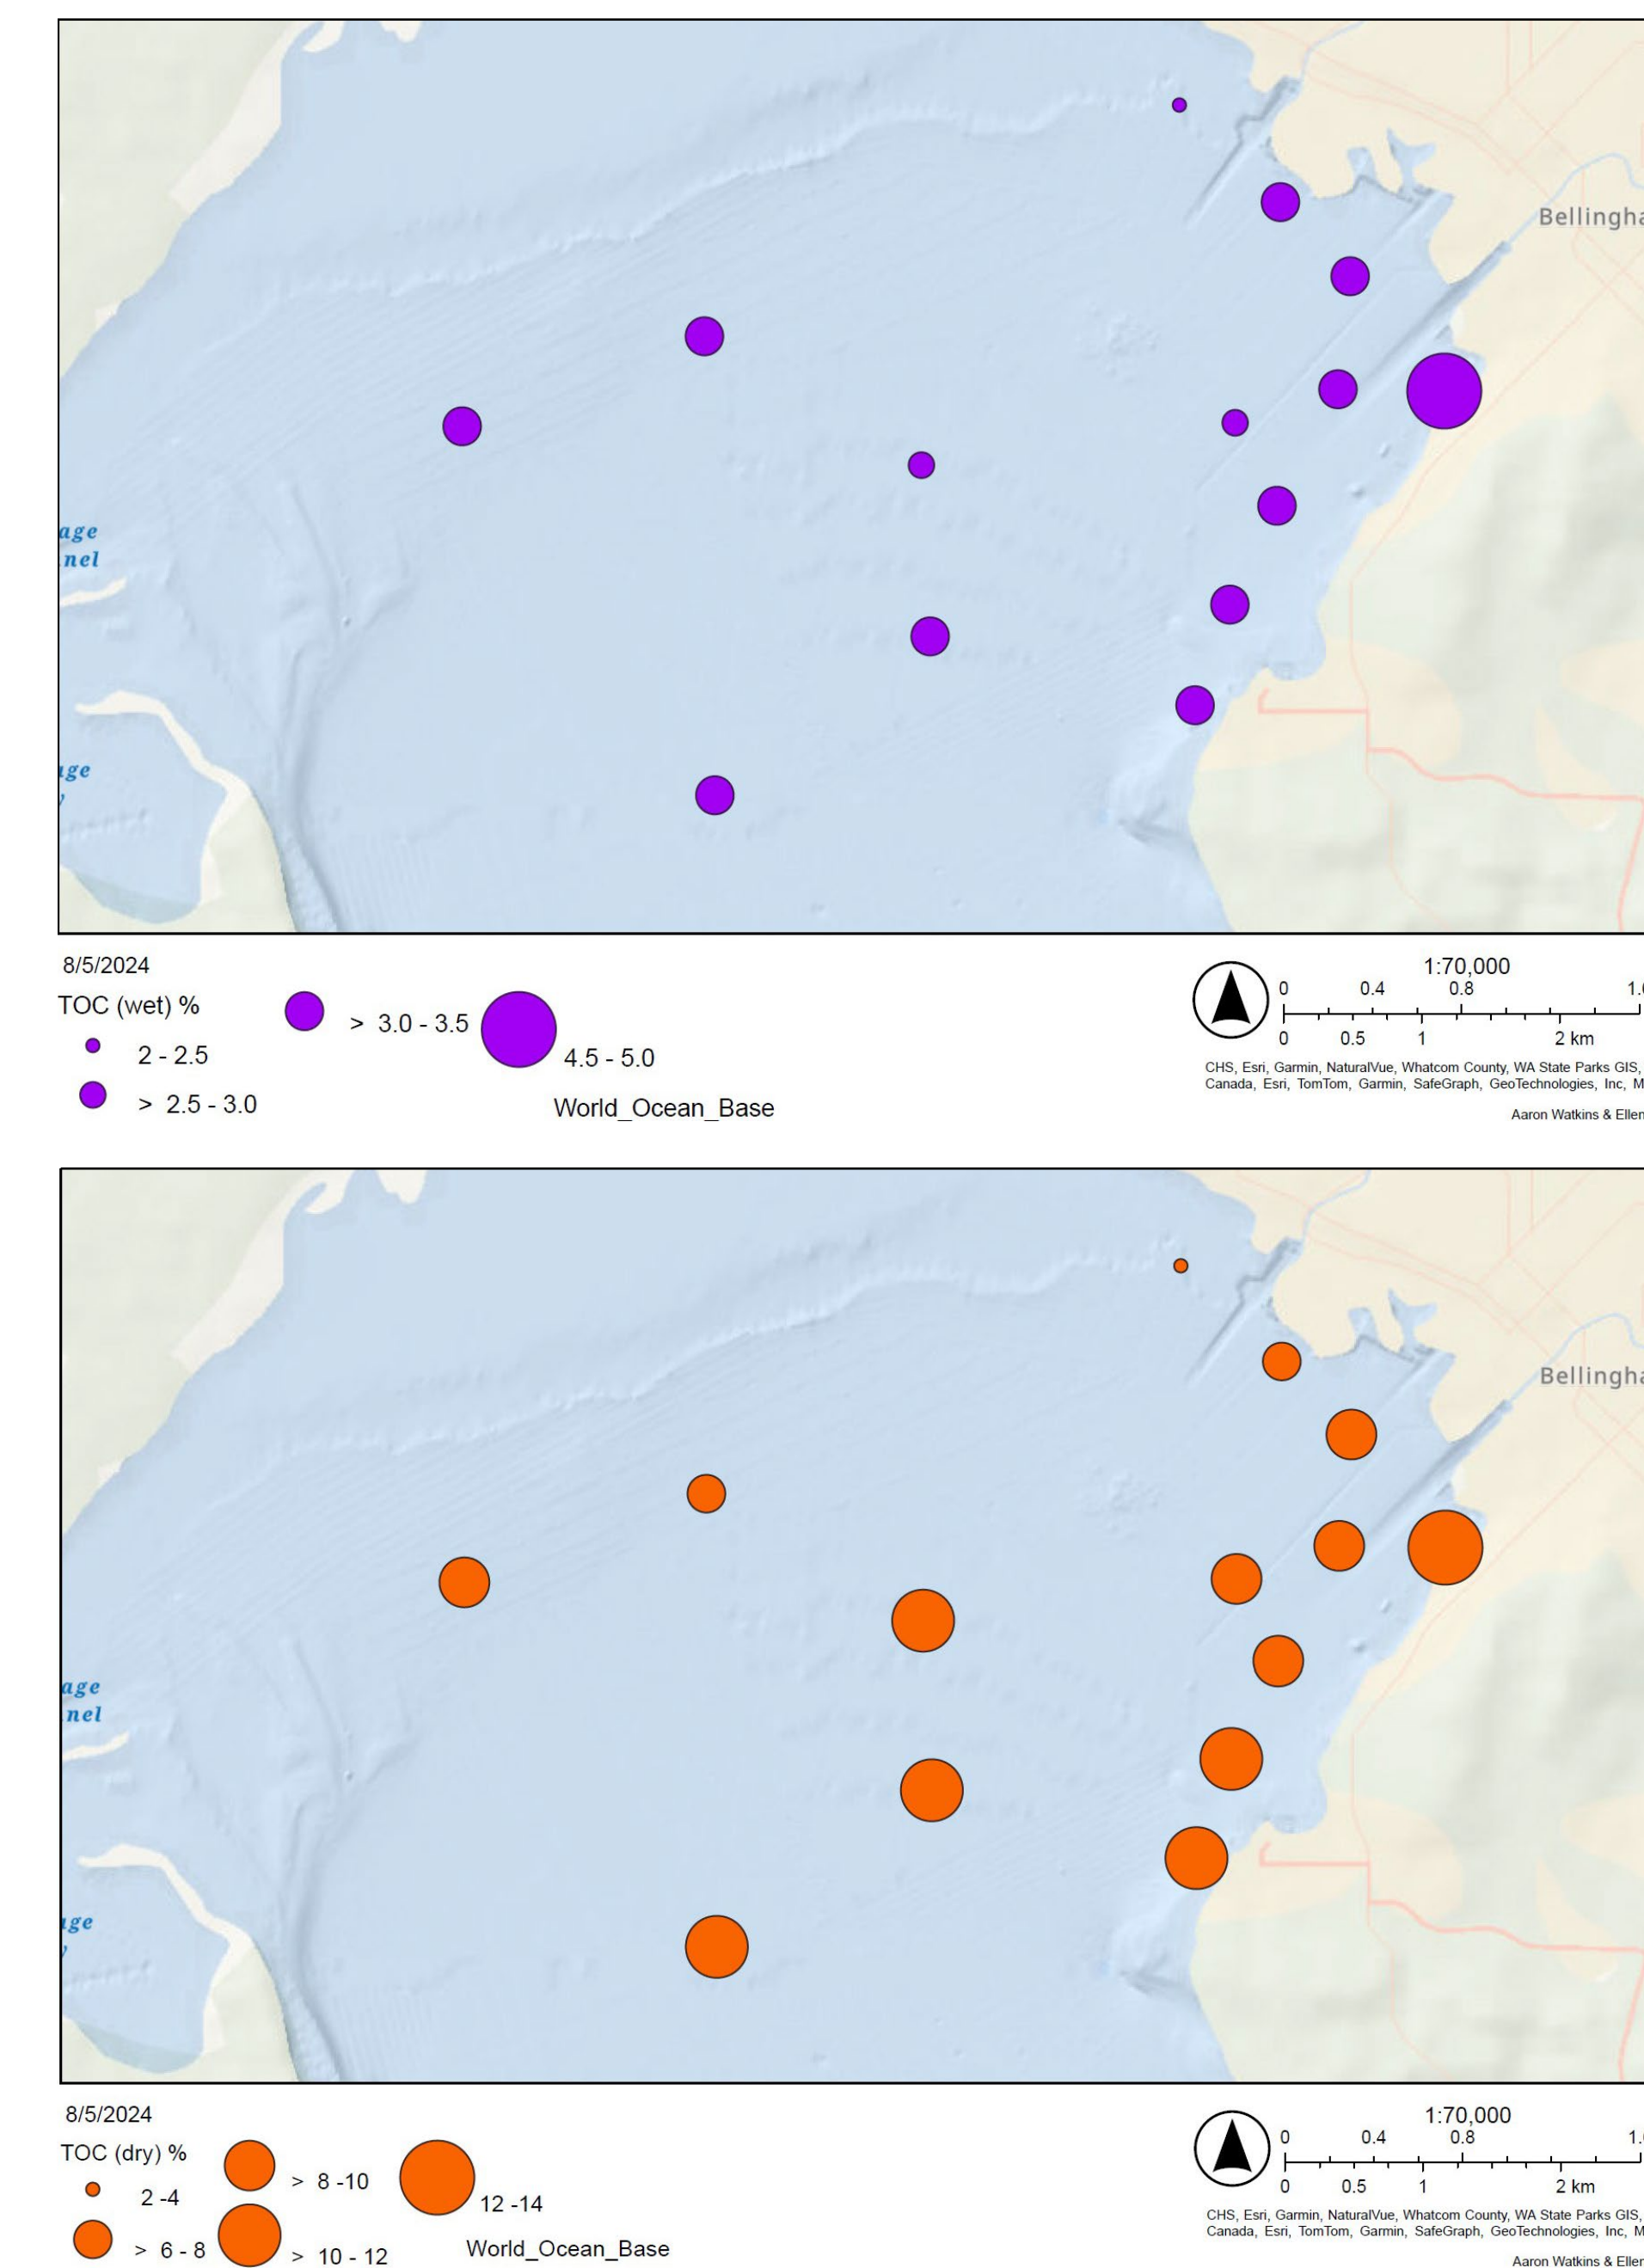 Bellingha
age
nel
ge
8/5/2024
TOC (wet) %
2 - 2.5
> 2.5 - 3.0
> 3.0 - 3.5
4.5 - 5.0
World_Ocean_Base
1:70,000
0 0.4 0.8 1.
0 0.5 1 2 km
CHS, Esri, Garmin, NaturalVue, Whatcom County, WA State Parks GIS,
Canada, Esri, TomTom, Garmin, SafeGraph, GeoTechnologies, Inc, M
Aaron Watkins & Ellen
Bellingha
age
nel
ge
8/5/2024
TOC (dry) %
2 -4
> 6 - 8
> 8 -10
> 10 - 12
12 -14
World_Ocean_Base
1:70,000
0 0.4 0.8 1.
0 0.5 1 2 km
CHS, Esri, Garmin, NaturalVue, Whatcom County, WA State Parks GIS,
Canada, Esri, TomTom, Garmin, SafeGraph, GeoTechnologies, Inc, M
Aaron Watkins & Ellen